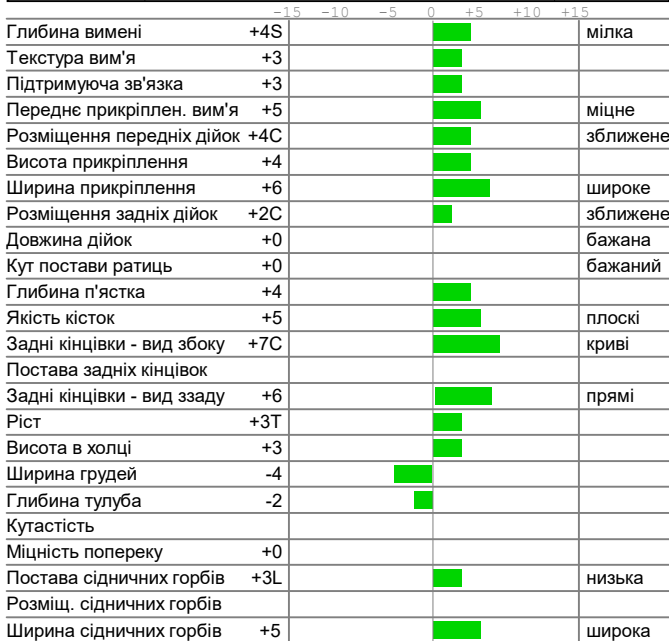 -15 -10 -5 0 +5 +10 +15
Глибина вимені +4S мілка
Текстура вим'я +3
Підтримуюча зв'язка +3
Переднє прикріплен. вим'я +5 міцне
Розміщення передніх дійок +4C зближене
Висота прикріплення +4
Ширина прикріплення +6 широке
Розміщення задніх дійок +2C зближене
Довжина дійок +0 бажана
Кут постави ратиць +0 бажаний
Глибина п'ястка +4
Якість кісток +5 плоскі
Задні кінцівки - вид збоку +7C криві
Постава задніх кінцівок
Задні кінцівки - вид ззаду +6 прямі
Ріст +3T
Висота в холці +3
Ширина грудей -4
Глибина тулуба -2
Кутастість
Міцність попереку +0
Постава сідничних горбів +3L низька
Розміщ. сідничних горбів
Ширина сідничних горбів +5 широка